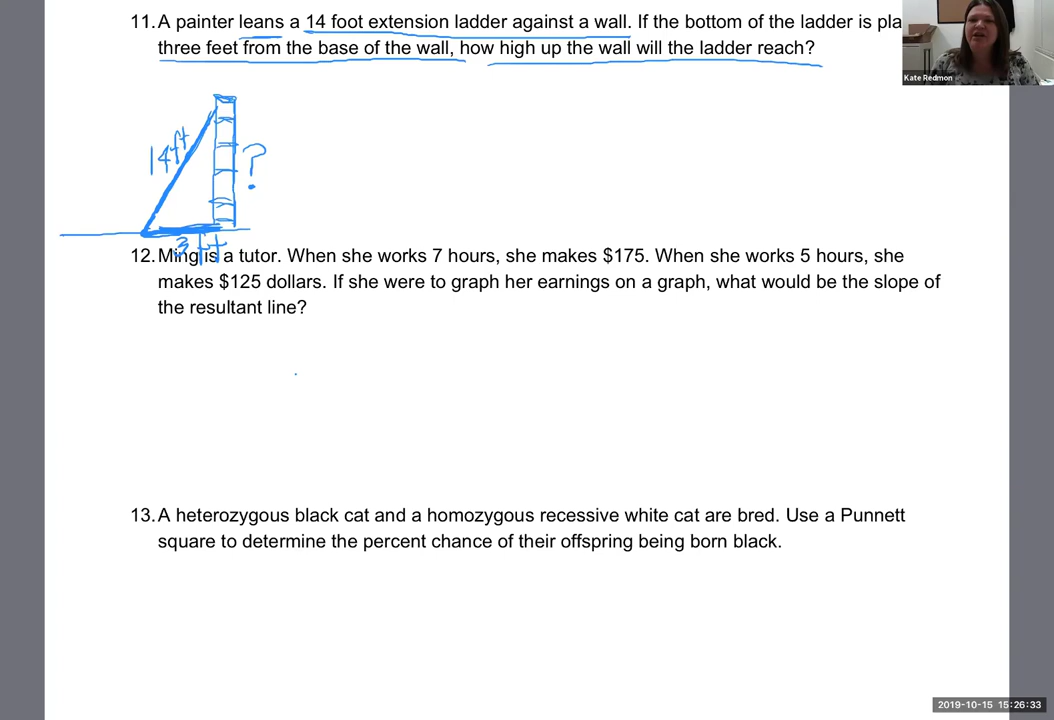 11. A painter leans a 14 foot extension ladder against a wall. If the bottom of the ladder is
three feet from the base of the wall, how high up the wall will the ladder reach?
Kate Redmon
14ft
?
3 ft
12. Ming is a tutor. When she works 7 hours, she makes $175. When she works 5 hours, she
makes $125 dollars. If she were to graph her earnings on a graph, what would be the slope of
the resultant line?
13. A heterozygous black cat and a homozygous recessive white cat are bred. Use a Punnett
square to determine the percent chance of their offspring being born black.
2019-10-15 15:26:33